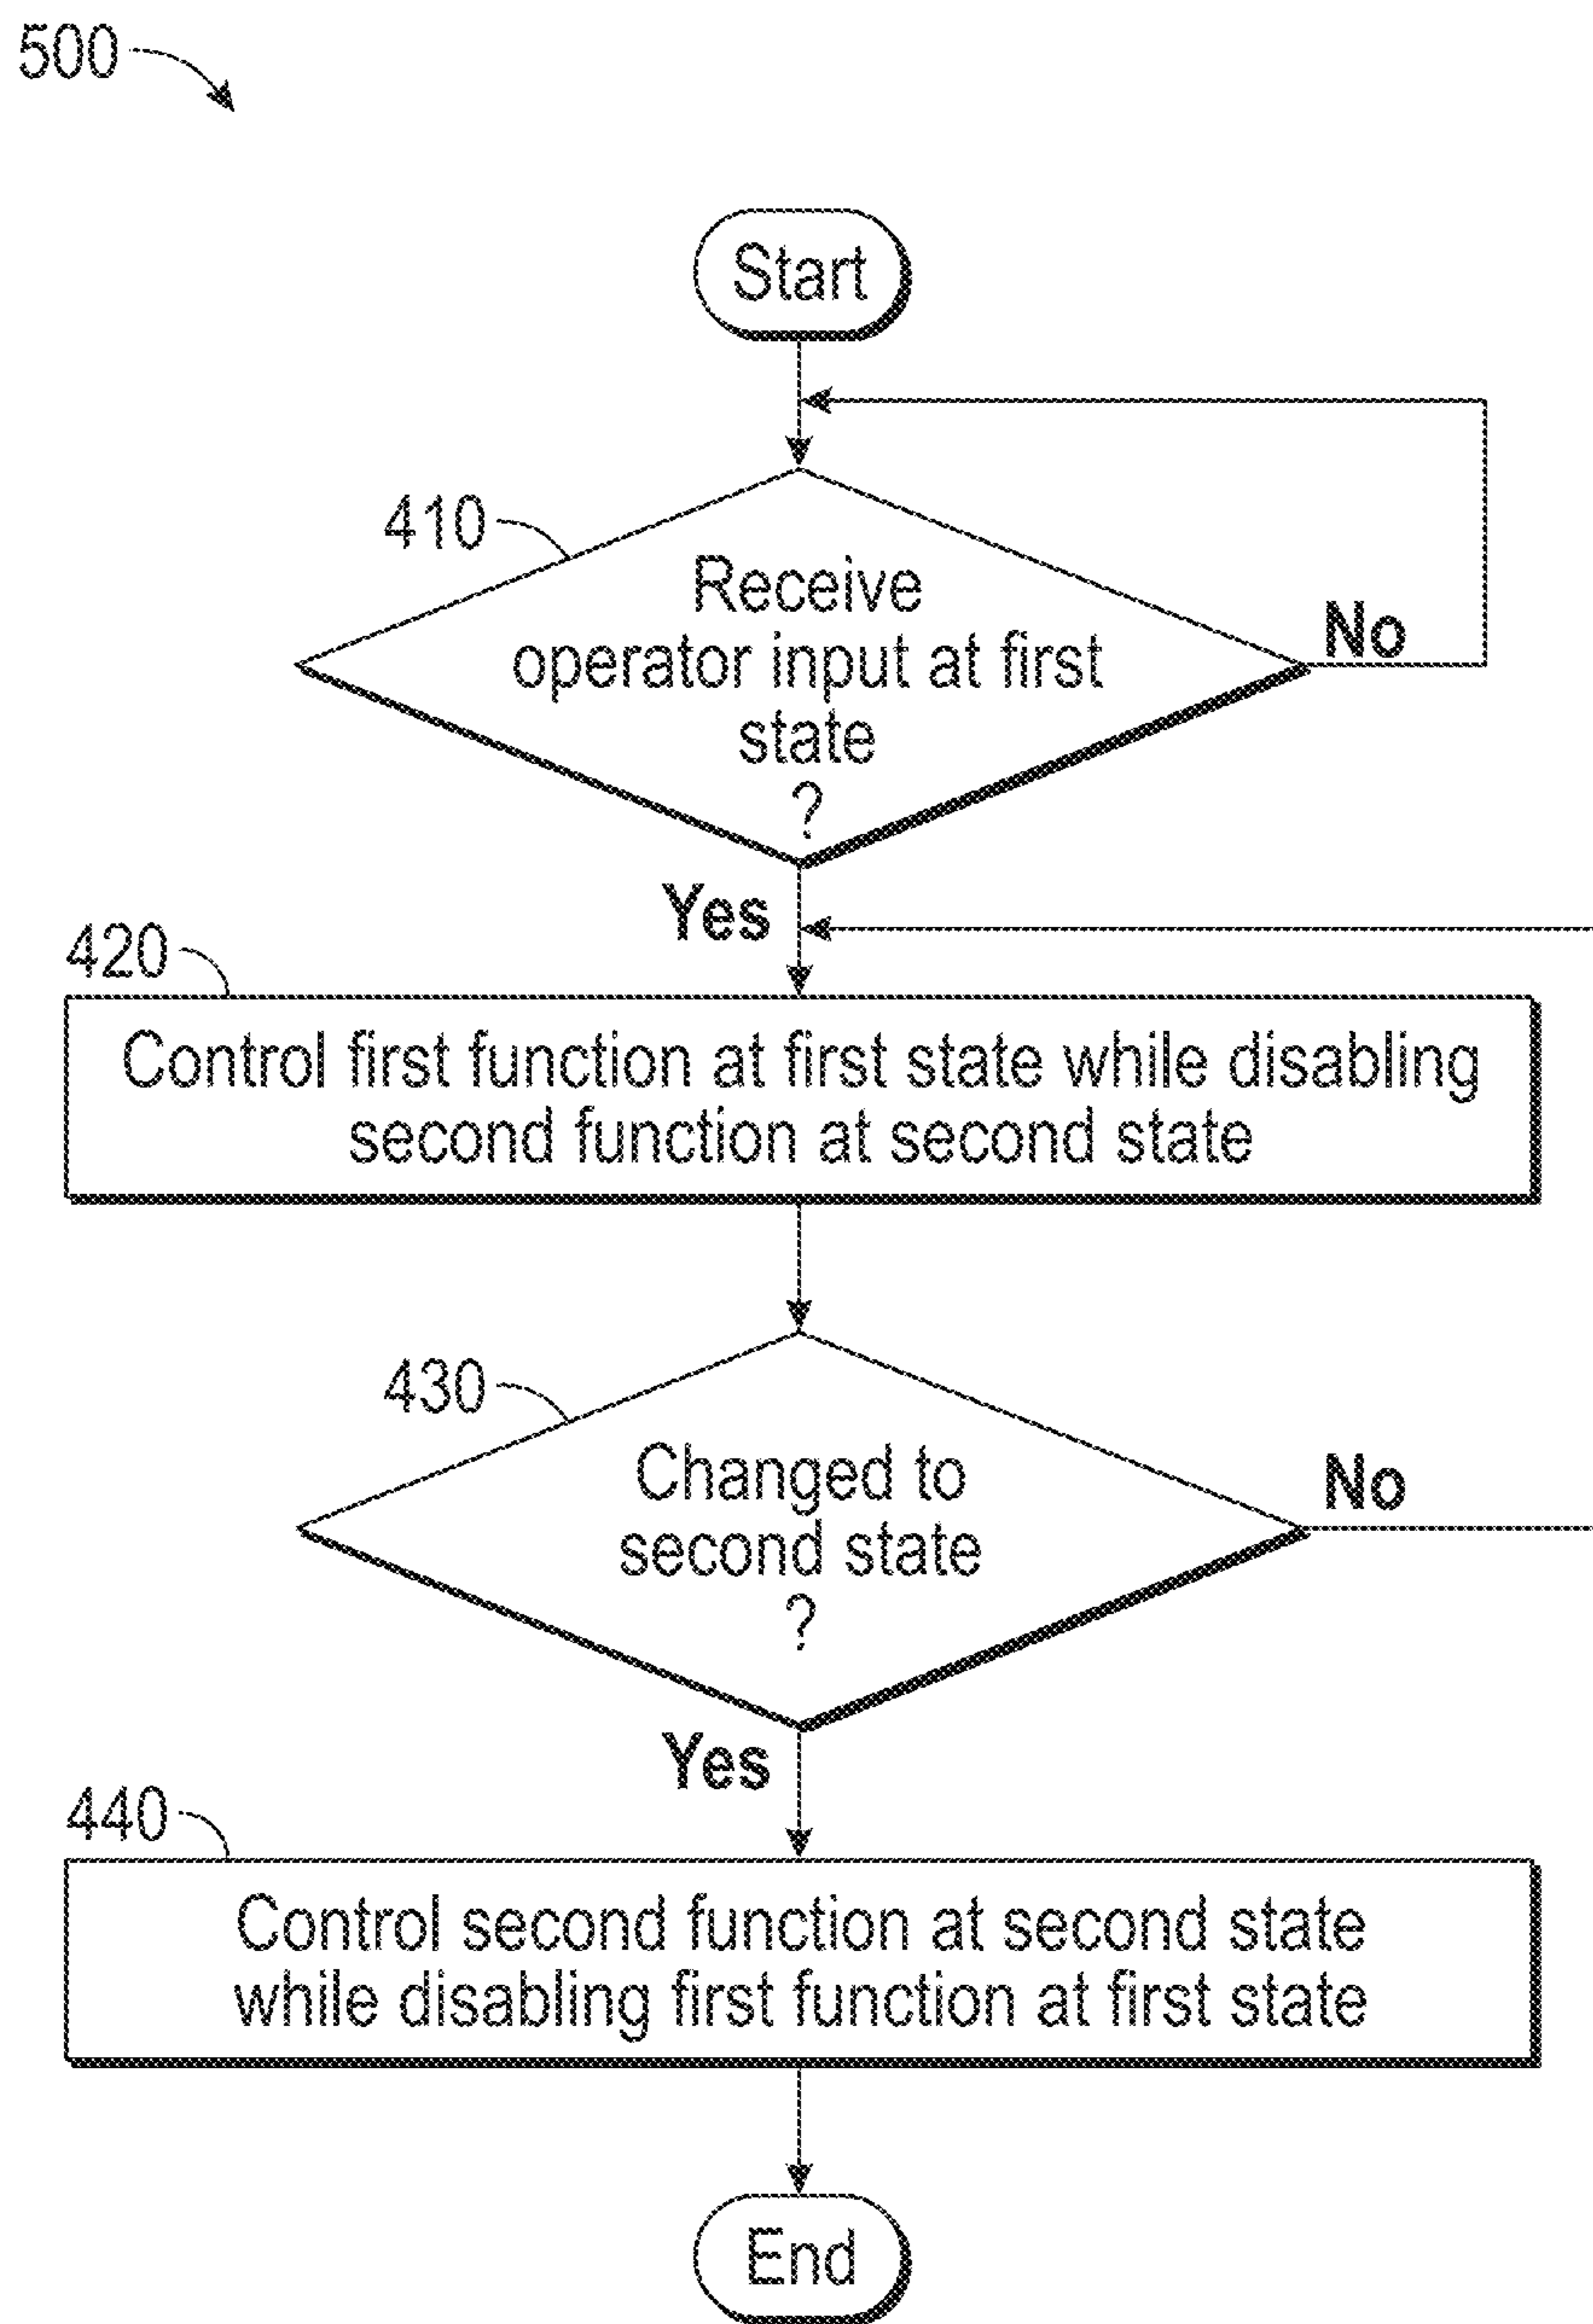 500
Start
410
Receive
operator input at first
state
?
No
Yes
420
Control first function at first state while disabling
second function at second state
430
Changed to
second state
?
No
Yes
440
Control second function at second state
while disabling first function at first state
End